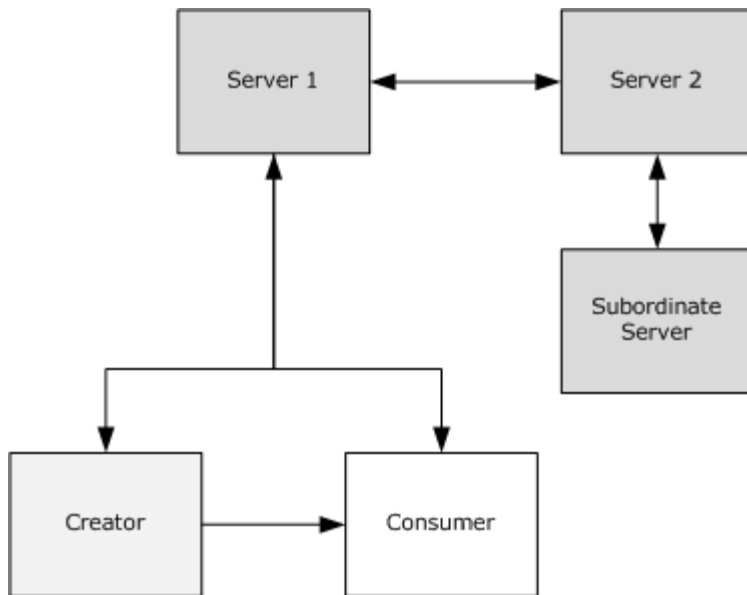 Server 1
Server 2
Subordinate
Server
Creator
Consumer